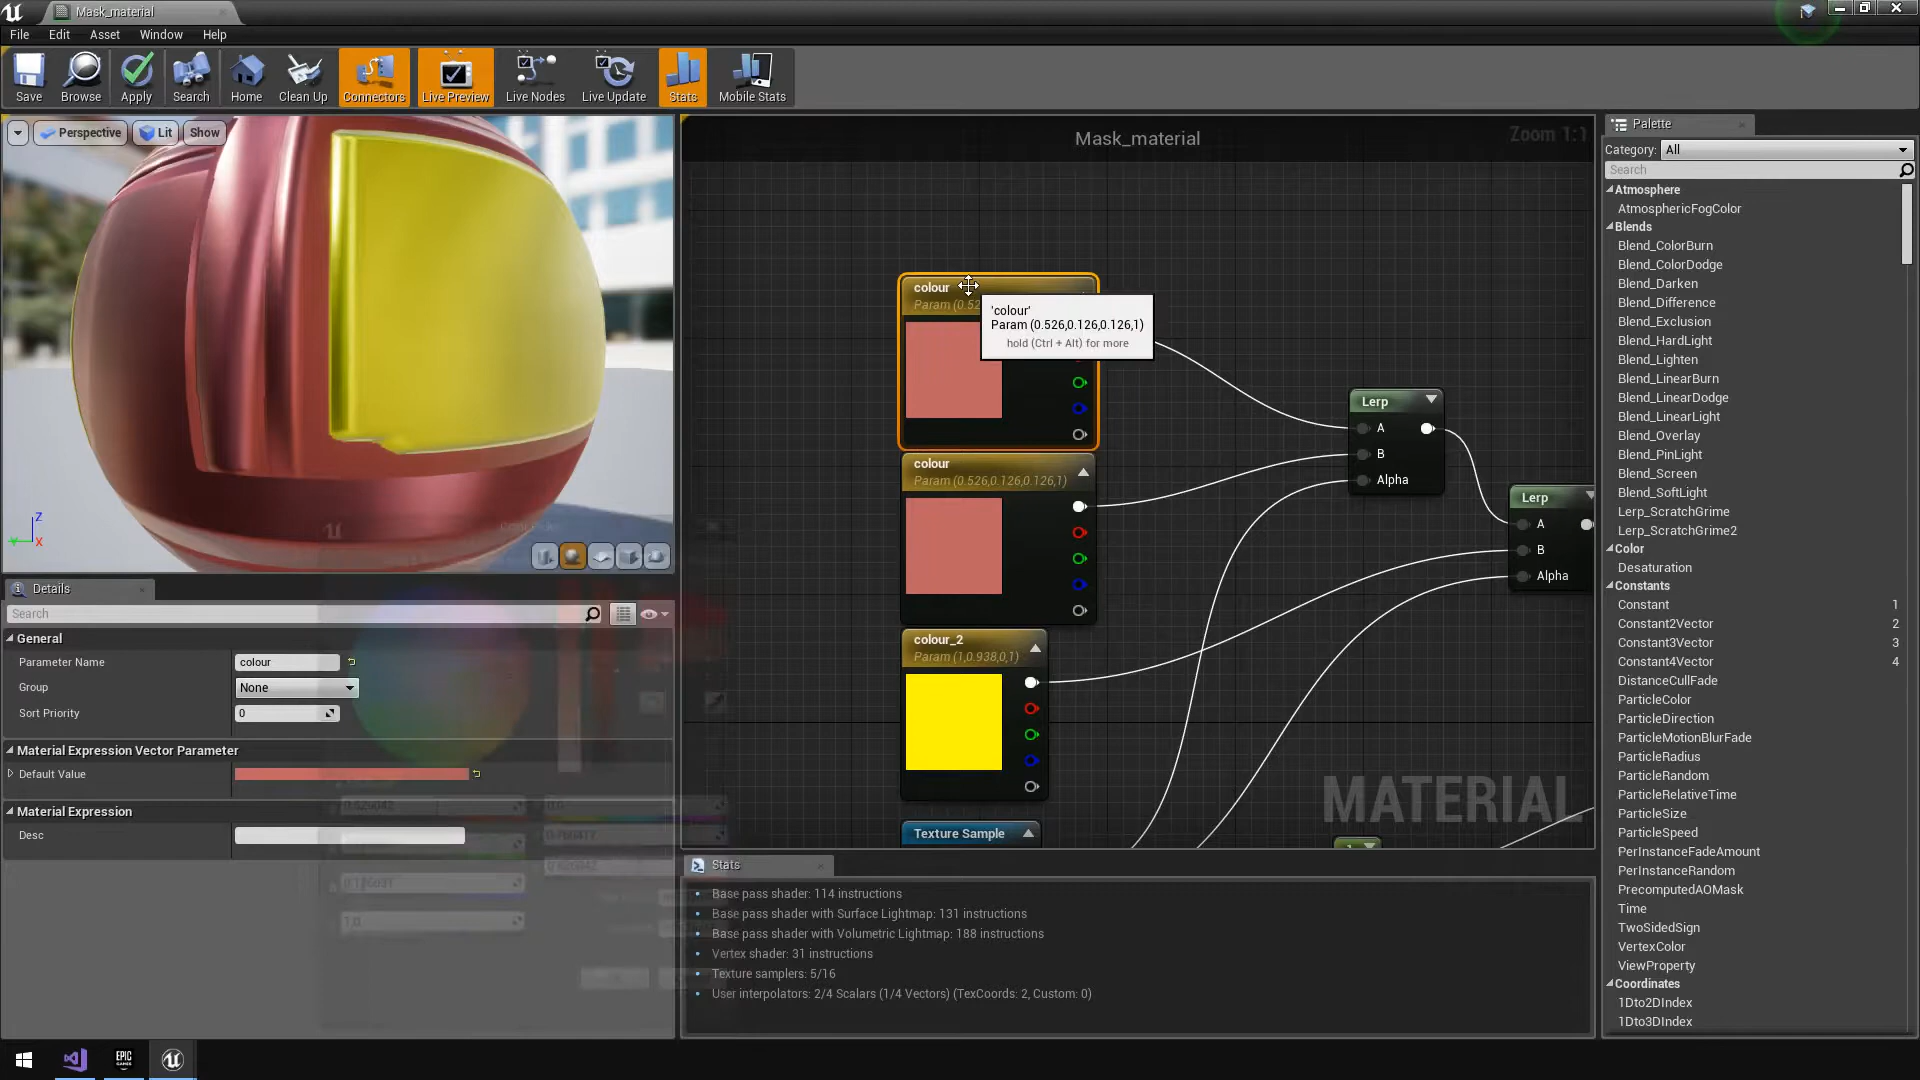 Mask_material
File Edit Asset Window Help
Save Browse Apply Search Home Clean Up Connectors Live Preview Live Nodes Live Update Stats Mobile Stats
Perspective Lit Show
Mask_material
Zoom 1:1
colour
Param (0.52
'colour'
Param (0.526,0.126,0.126,1)
hold (Ctrl + Alt) for more
Lerp
A
B
Alpha
colour
Param (0.526,0.126,0.126,1)
Lerp
A
B
Alpha
colour_2
Param (1,0.938,0,1)
Texture Sample
MATERIAL
Z
X
Details
Search
General
Parameter Name colour
Group None
Sort Priority 0
Material Expression Vector Parameter
Default Value
Material Expression
Desc
1.0
Stats
Base pass shader: 114 instructions
Base pass shader with Surface Lightmap: 131 instructions
Base pass shader with Volumetric Lightmap: 188 instructions
Vertex shader: 31 instructions
Texture samplers: 5/16
User interpolators: 2/4 Scalars (1/4 Vectors) (TexCoords: 2, Custom: 0)
Palette
Category: All
Search
Atmosphere
AtmosphericFogColor
Blends
Blend_ColorBurn
Blend_ColorDodge
Blend_Darken
Blend_Difference
Blend_Exclusion
Blend_HardLight
Blend_Lighten
Blend_LinearBurn
Blend_LinearDodge
Blend_LinearLight
Blend_Overlay
Blend_PinLight
Blend_Screen
Blend_SoftLight
Lerp_ScratchGrime
Lerp_ScratchGrime2
Color
Desaturation
Constants
Constant 1
Constant2Vector 2
Constant3Vector 3
Constant4Vector 4
DistanceCullFade
ParticleColor
ParticleDirection
ParticleMotionBlurFade
ParticleRadius
ParticleRandom
ParticleRelativeTime
ParticleSize
ParticleSpeed
PerInstanceFadeAmount
PerInstanceRandom
PrecomputedAOMask
Time
TwoSidedSign
VertexColor
ViewProperty
Coordinates
1Dto2DIndex
1Dto3DIndex
EPIC
GAMES